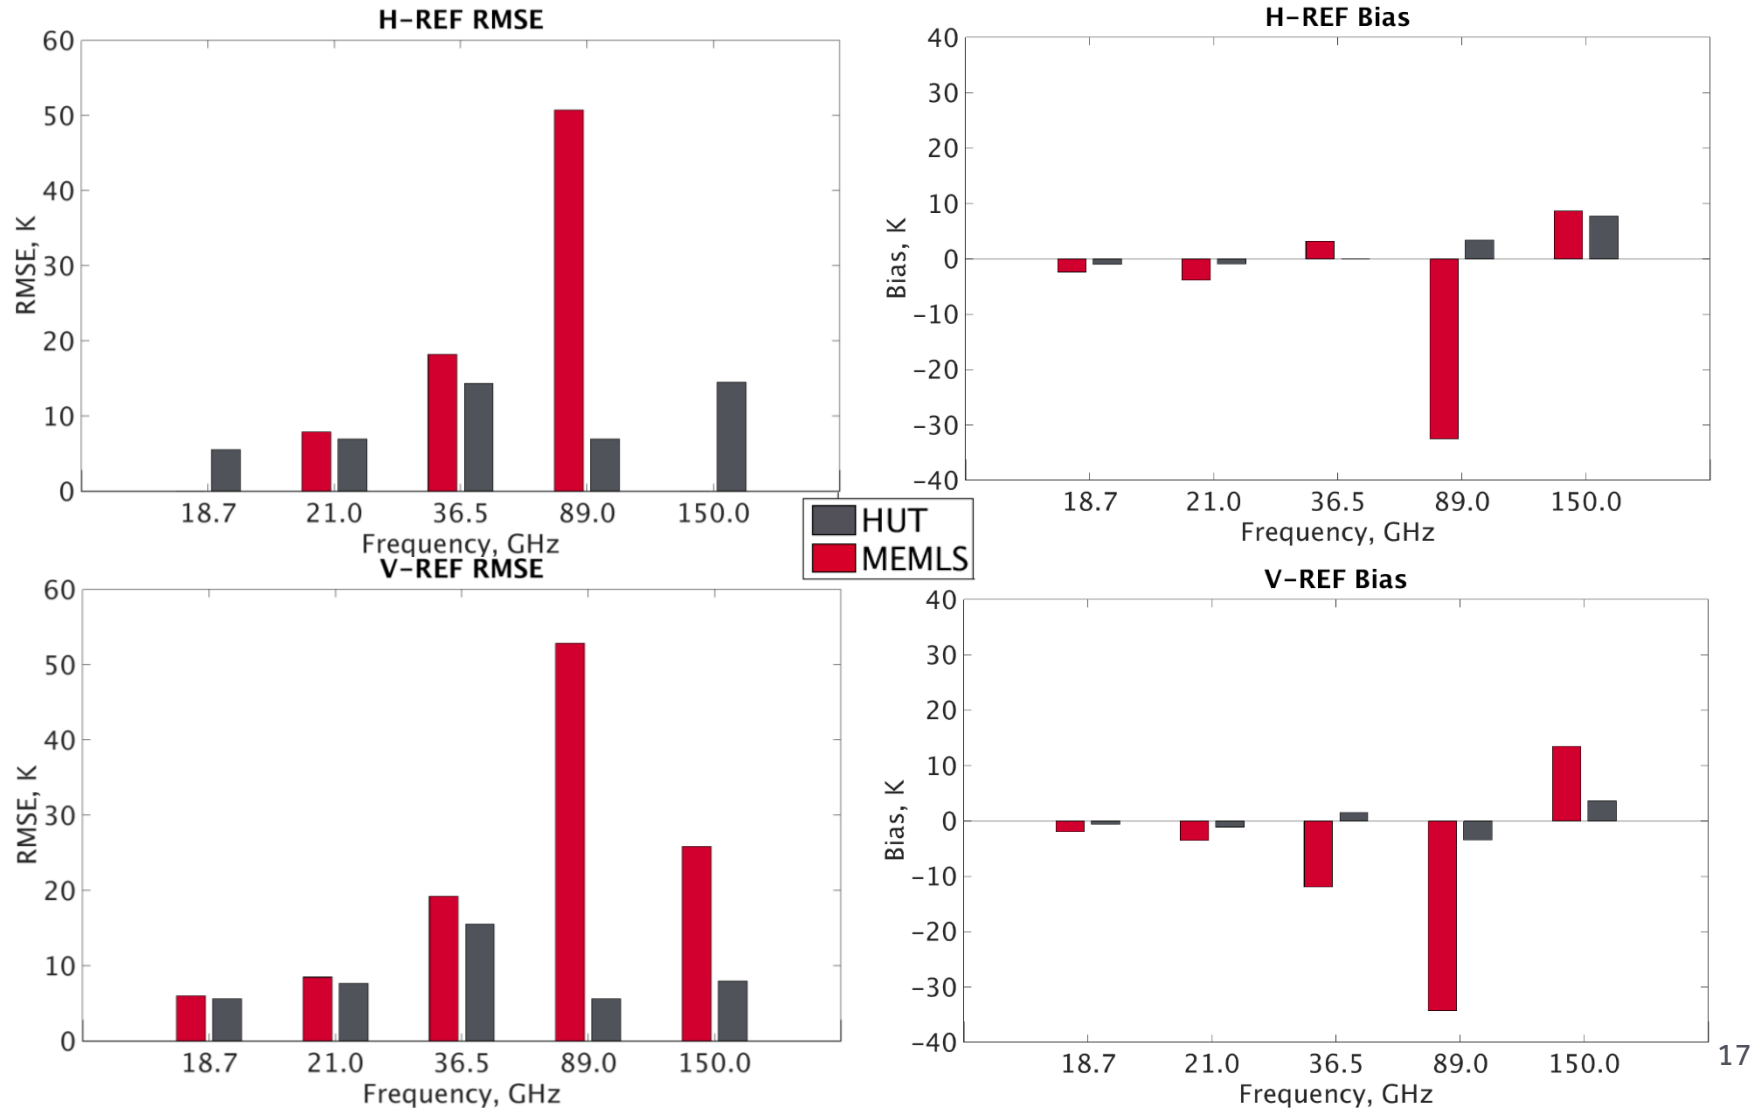 H-REF RMSE
60
50
40
30
20
10
0
RMSE, K
18.7 21.0 36.5 89.0 150.0
Frequency, GHz
H-REF Bias
40
30
20
10
0
-10
-20
-30
-40
Bias, K
18.7 21.0 36.5 89.0 150.0
Frequency, GHz
HUT
MEMLS
V-REF RMSE
60
50
40
30
20
10
0
RMSE, K
18.7 21.0 36.5 89.0 150.0
Frequency, GHz
V-REF Bias
40
30
20
10
0
-10
-20
-30
-40
Bias, K
18.7 21.0 36.5 89.0 150.0
Frequency, GHz
17